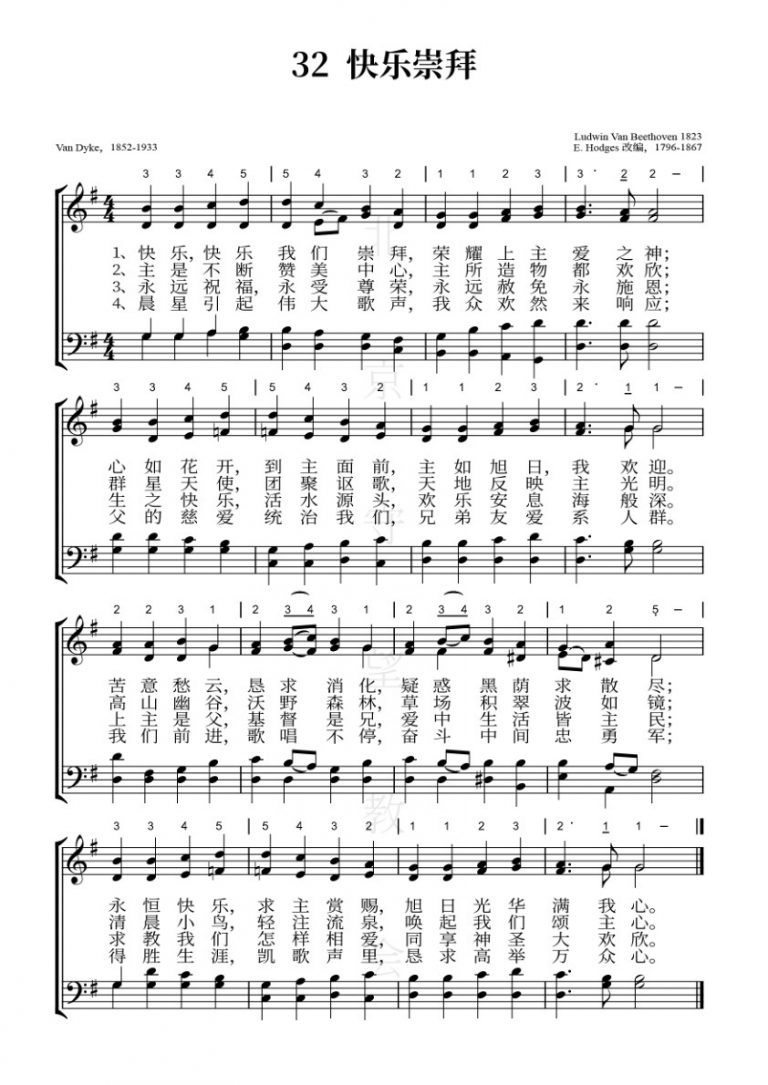 32 快乐崇拜
Ludwin Van Beethoven 1823
Van Dyke，1852-1933
E. Hodges 改编，1796-1867
3 3 4 5 | 5 4 3 2 | 1 1 2 3 | 3· 2 2 –
1、快乐，快乐 我们 崇拜，荣耀上主 爱之神；
2、主是不断 赞美 中心，主所造物 都欢欣；
3、永远祝福，永受 尊荣，永远赦免 永施恩；
4、晨星引起 伟大 歌声，我众欢然 来响应；
3 3 4 5 | 5 4 3 2 | 1 1 2 3 | 2· 1 1 –
心如花开，到主面前，主如旭日，我欢迎。
群星天使，团聚讴歌，天地反映 主光明。
生之快乐，活水源头，欢乐安息 海般深。
父的慈爱 统治我们，兄弟友爱 系人群。
2 2 3 1 | 2 3 4 3 1 | 2 3 4 3 2 | 1 2 5 –
苦意愁云，恳求 消化，疑惑 黑荫 求散尽；
高山幽谷，沃野 森林，草场 积翠 波如镜；
上主是父，基督 是兄，爱中 生活 皆主民；
我们前进，歌唱 不停，奋斗 中间 忠勇军；
3 3 4 5 | 5 4 3 2 | 1 1 2 3 | 2· 1 1 –
永恒快乐，求主赏赐，旭日光华 满我心。
清晨小鸟，轻注流泉，唤起我们 颂主心。
求教我们 怎样相爱，同享神圣 大欢欣。
得胜生涯，凯歌声里，恳求高举 万众心。